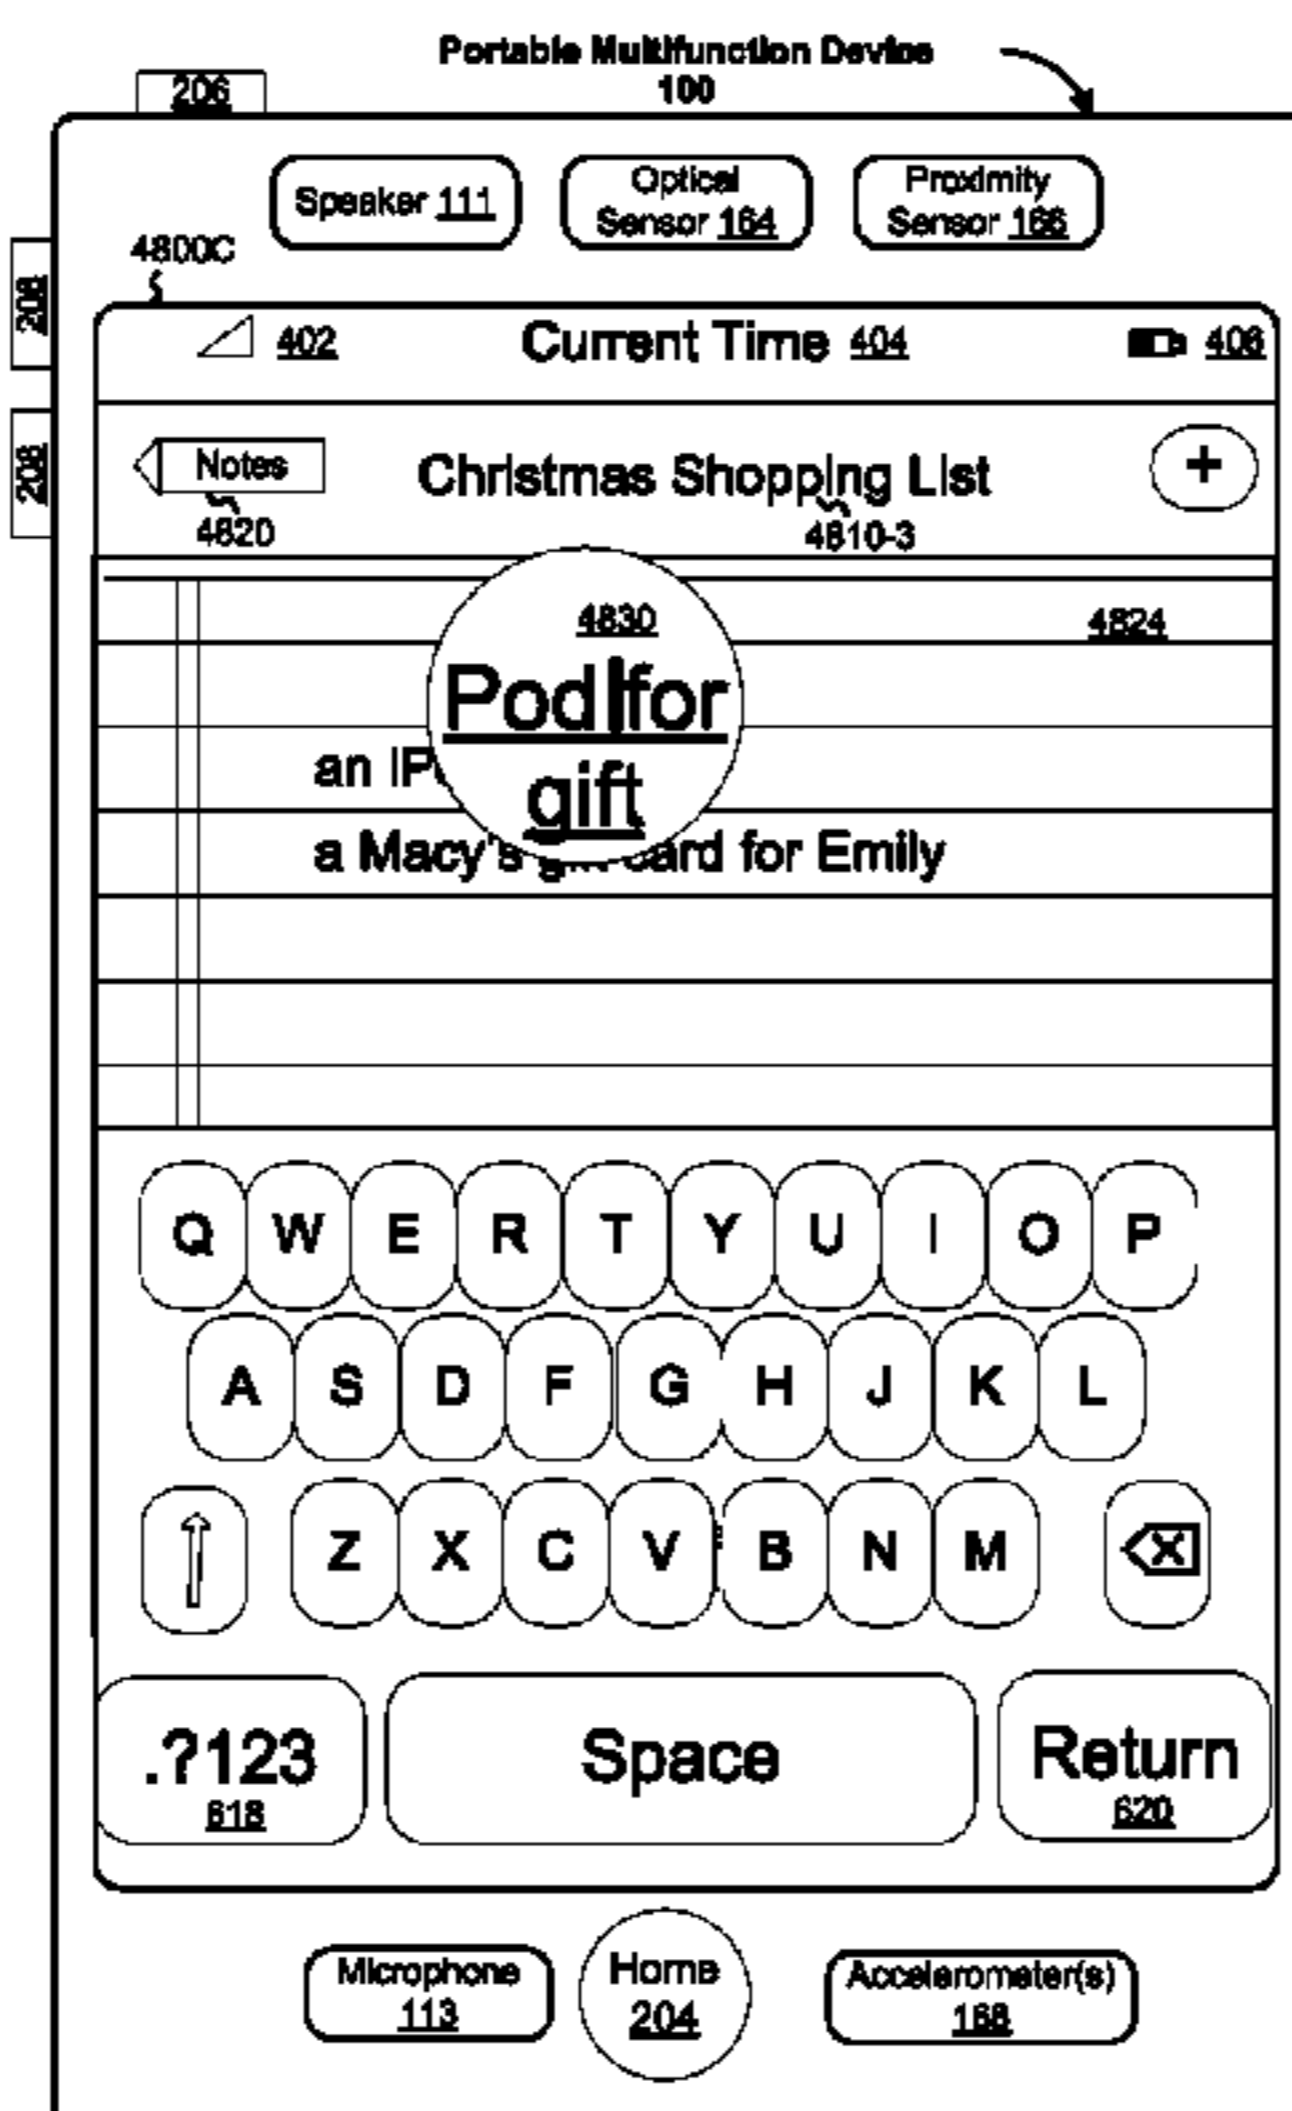 Portable Multifunction Device
100
206
Speaker 111
Optical
Sensor 164
Proximity
Sensor 166
4800C
208
402
Current Time 404
406
208
Notes
Christmas Shopping List
+
4820
4810-3
4830
4824
Pod for
gift
an iP
a Macy's gift card for Emily
Q W E R T Y U I O P
A S D F G H J K L
Z X C V B N M
.?123
Space
Return
618
620
Microphone
113
Home
204
Accelerometer(s)
168